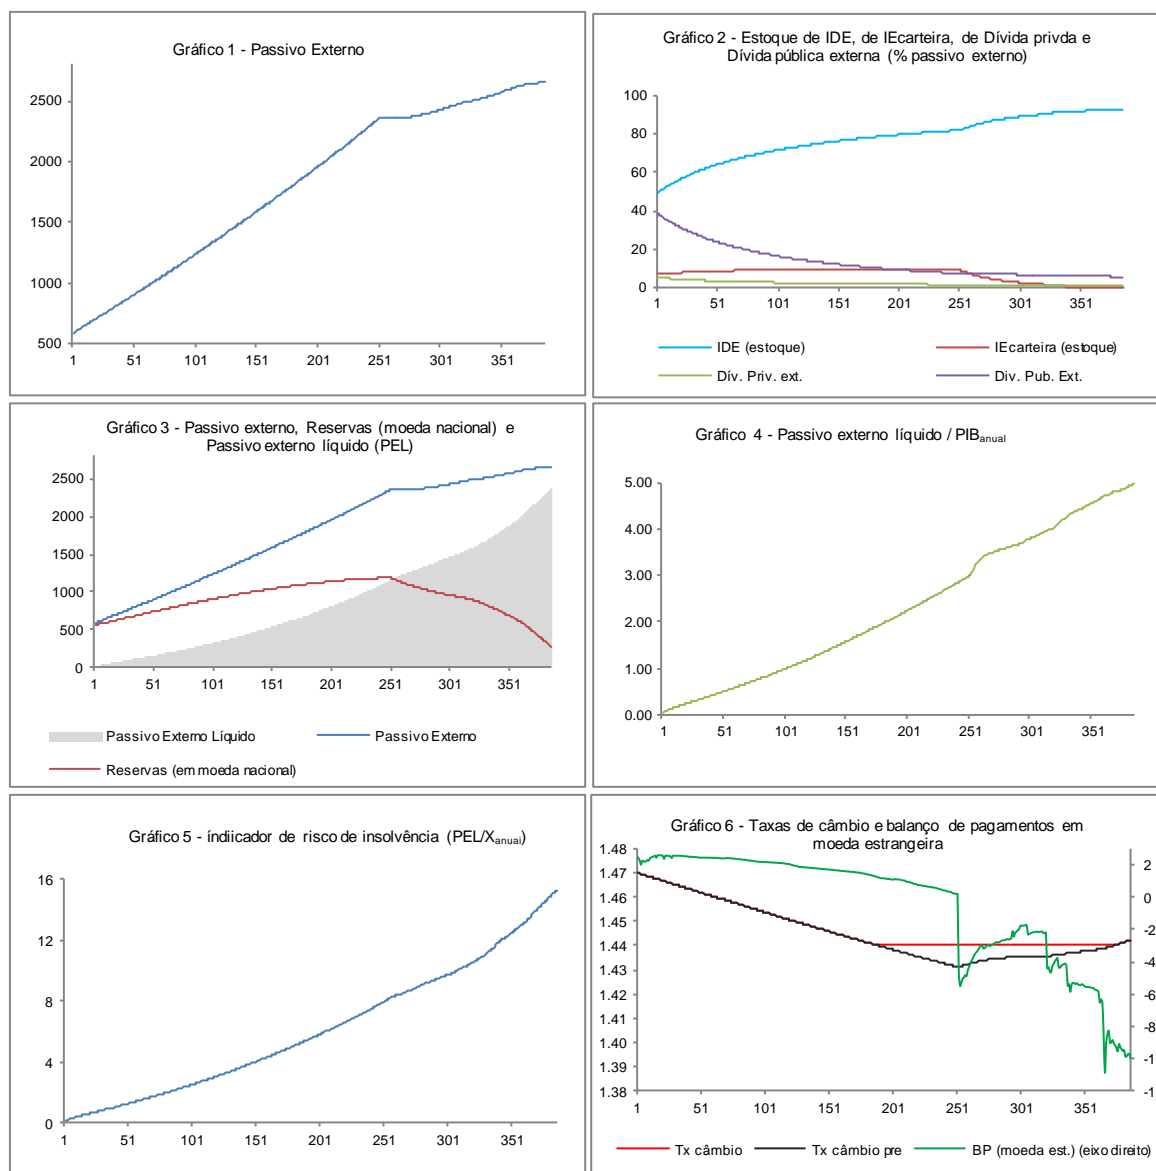 Gráfico 1 - Passivo Externo
2500
2000
1500
1000
500
1 51 101 151 201 251 301 351
Gráfico 2 - Estoque de IDE, de IEcarteira, de Dívida privda e
Dívida pública externa (% passivo externo)
100
80
60
40
20
0
1 51 101 151 201 251 301 351
IDE (estoque) IEcarteira (estoque)
Dív. Priv. ext. Div. Pub. Ext.
Gráfico 3 - Passivo externo, Reservas (moeda nacional) e
Passivo externo líquido (PEL)
2500
2000
1500
1000
500
0
1 51 101 151 201 251 301 351
Passivo Externo Líquido Passivo Externo
Reservas (em moeda nacional)
Gráfico 4 - Passivo externo líquido / PIBanual
5.00
4.00
3.00
2.00
1.00
0.00
1 51 101 151 201 251 301 351
Gráfico 5 - índiicador de risco de insolvência (PEL/Xanuai)
16
12
8
4
0
1 51 101 151 201 251 301 351
Gráfico 6 - Taxas de câmbio e balanço de pagamentos em
moeda estrangeira
1.48
1.47
1.46
1.45
1.44
1.43
1.42
1.41
1.40
1.39
1.38
2
0
-2
-4
-6
-8
-1
-1
1 51 101 151 201 251 301 351
Tx câmbio Tx câmbio pre BP (moeda est.) (eixo direito)